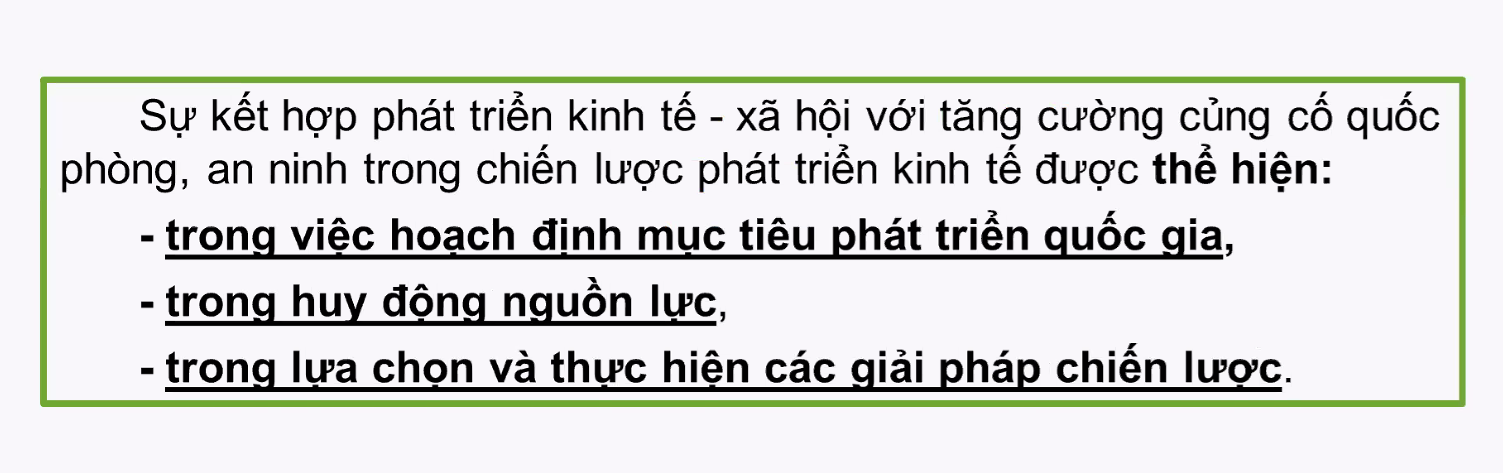 Sự kết hợp phát triển kinh tế - xã hội với tăng cường củng cố quốc
phòng, an ninh trong chiến lược phát triển kinh tế được thể hiện:
- trong việc hoạch định mục tiêu phát triển quốc gia,
- trong huy động nguồn lực,
- trong lựa chọn và thực hiện các giải pháp chiến lược.